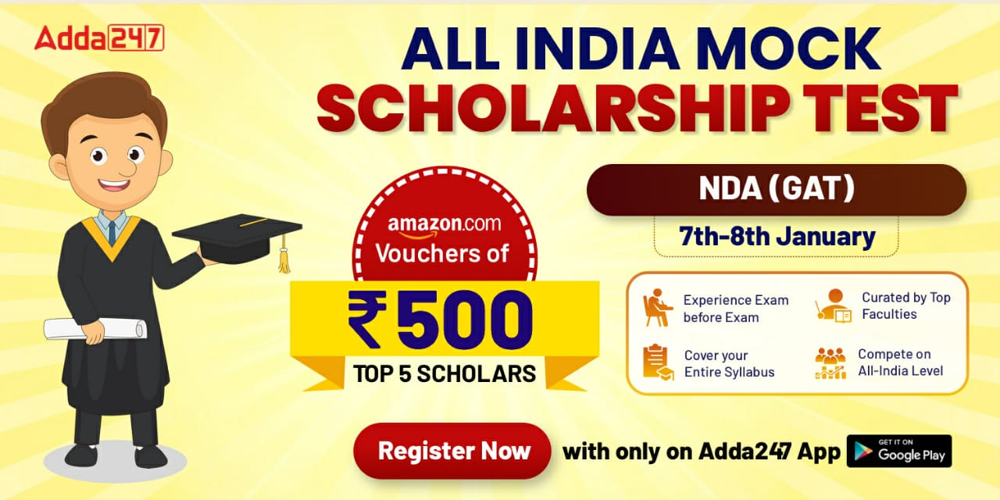 Adda247
ALL INDIA MOCK
SCHOLARSHIP TEST
amazon.com
Vouchers of
₹500
TOP 5 SCHOLARS
NDA (GAT)
7th-8th January
Experience Exam
before Exam
Curated by Top
Faculties
Cover your
Entire Syllabus
Compete on
All-India Level
Register Now with only on Adda247 App
GET IT ON
Google Play